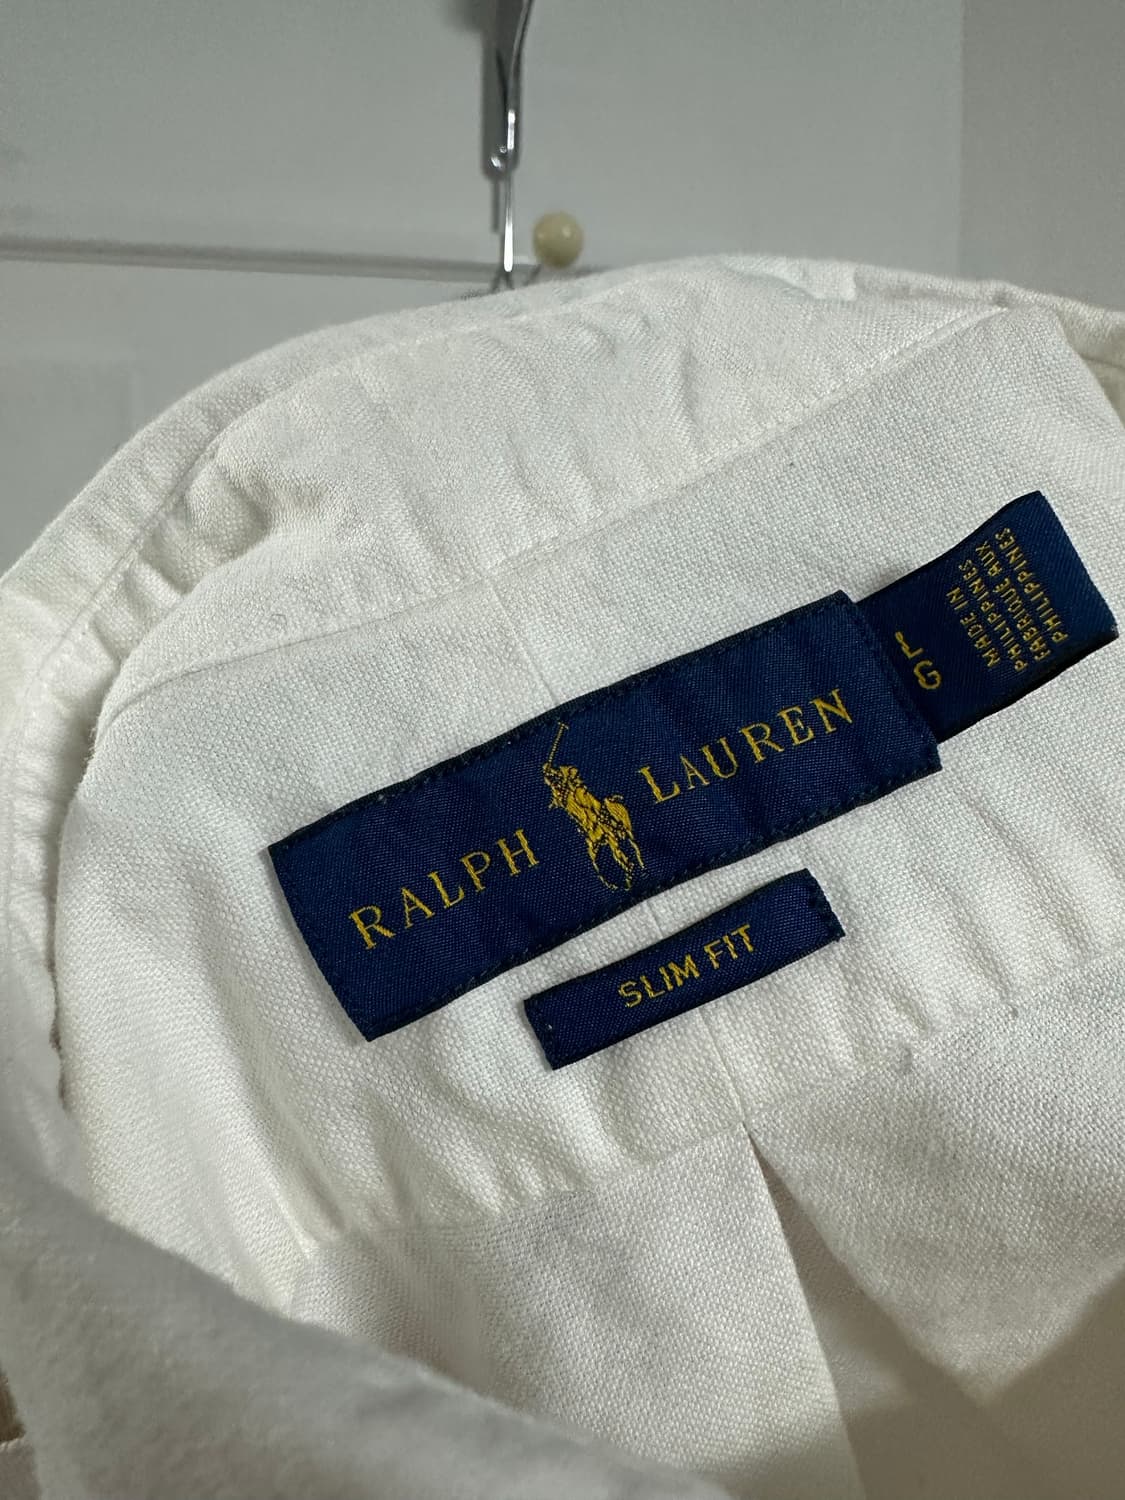 RALPH LAUREN
SLIM FIT
MADE IN
PHILIPPINES
FABRIQUÉ AUX
PHILIPPINES